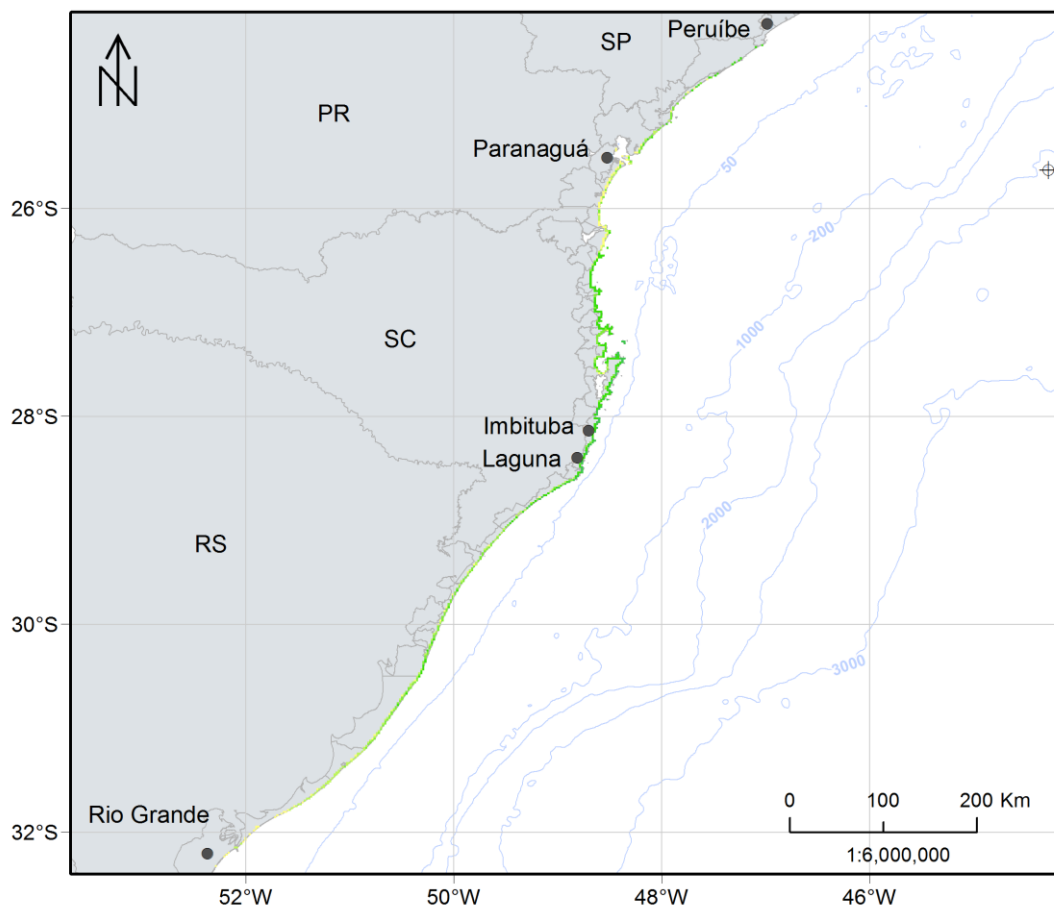 N
Peruíbe
SP
PR
Paranaguá
50
26°S
200
1000
SC
28°S
Imbituba
Laguna
2000
RS
30°S
3000
0 100 200 Km
Rio Grande
32°S
1:6,000,000
52°W 50°W 48°W 46°W